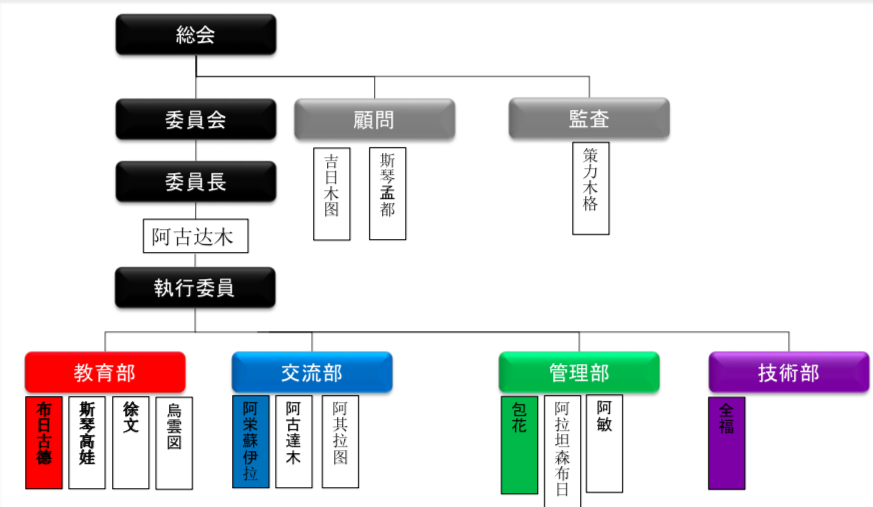 総会
委員会
顧問
監査
吉日木图
斯琴孟都
策力木格
委員長
阿古达木
執行委員
教育部
交流部
管理部
技術部
布日古德
斯琴高娃
徐文
烏雲図
阿栄蘇伊拉
阿古達木
阿其拉图
包花
阿拉坦森布日
阿敏
全福